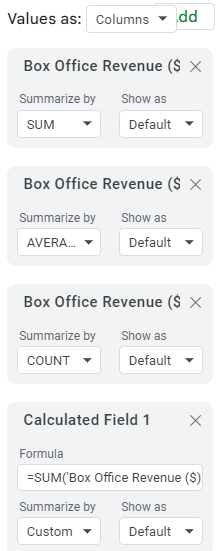 Values as: Columns dd
Box Office Revenue ($
Summarize by Show as
SUM Default
Box Office Revenue ($
Summarize by Show as
AVERA... Default
Box Office Revenue ($
Summarize by Show as
COUNT Default
Calculated Field 1
Formula
=SUM('Box Office Revenue ($)
Summarize by Show as
Custom Default